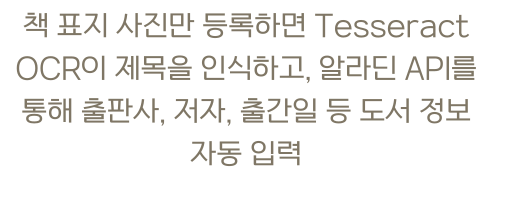 책 표지 사진만 등록하면 Tesseract
OCR이 제목을 인식하고, 알라딘 API를
통해 출판사, 저자, 출간일 등 도서 정보
자동 입력